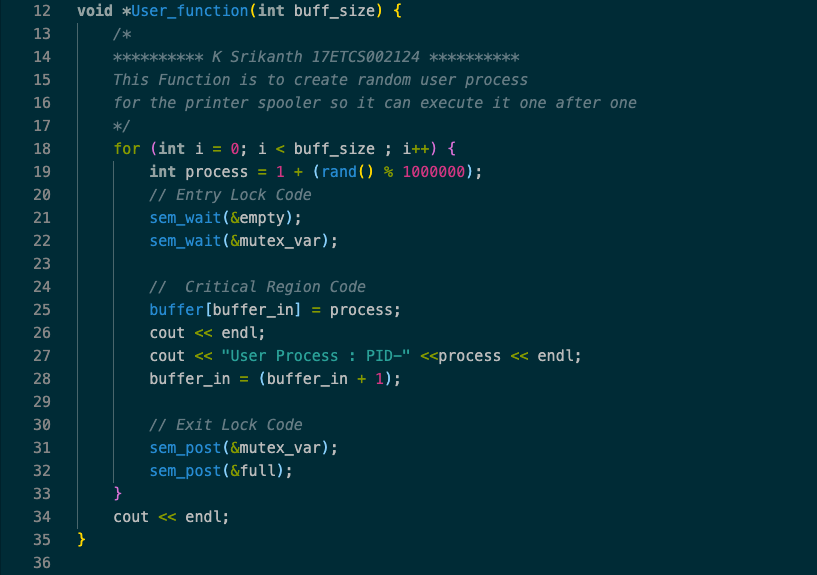 12 void *User_function(int buff_size) {
13     /*
14     ********** K Srikanth 17ETCS002124 **********
15     This Function is to create random user process
16     for the printer spooler so it can execute it one after one
17     */
18     for (int i = 0; i < buff_size ; i++) {
19         int process = 1 + (rand() % 1000000);
20         // Entry Lock Code
21         sem_wait(&empty);
22         sem_wait(&mutex_var);
23
24         //  Critical Region Code
25         buffer[buffer_in] = process;
26         cout << endl;
27         cout << "User Process : PID-" <<process << endl;
28         buffer_in = (buffer_in + 1);
29
30         // Exit Lock Code
31         sem_post(&mutex_var);
32         sem_post(&full);
33     }
34     cout << endl;
35 }
36